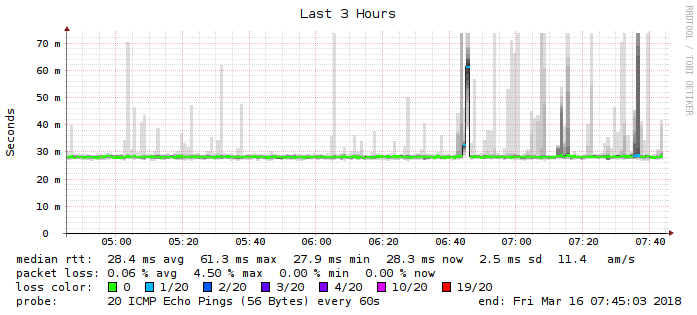 Last 3 Hours
RRDTOOL / TOBI OETIKER
Seconds
70 m
60 m
50 m
40 m
30 m
20 m
10 m
0
05:00 05:20 05:40 06:00 06:20 06:40 07:00 07:20 07:40
median rtt: 28.4 ms avg 61.3 ms max 27.9 ms min 28.3 ms now 2.5 ms sd 11.4 am/s
packet loss: 0.06 % avg 4.50 % max 0.00 % min 0.00 % now
loss color: 0 1/20 2/20 3/20 4/20 10/20 19/20
probe: 20 ICMP Echo Pings (56 Bytes) every 60s end: Fri Mar 16 07:45:03 2018